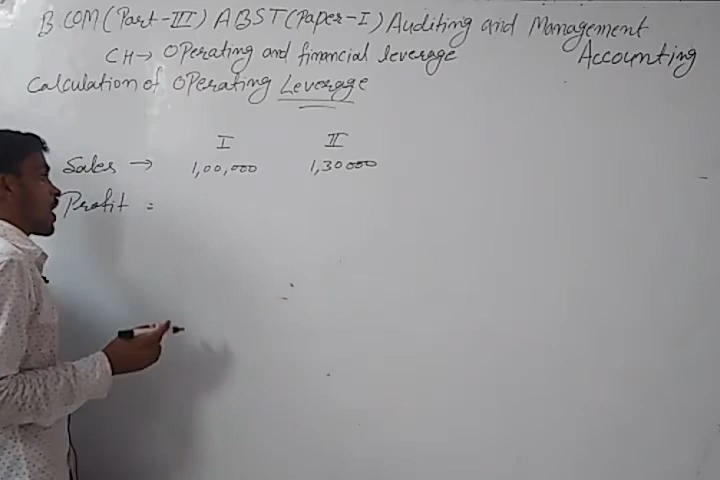 B COM (Part-III) ABST (Paper-I) Auditing and Management
CH→ Operating and financial leverage Accounting
Calculation of Operating Leverage
I II
Sales → 1,00,000 1,30000
Profit =